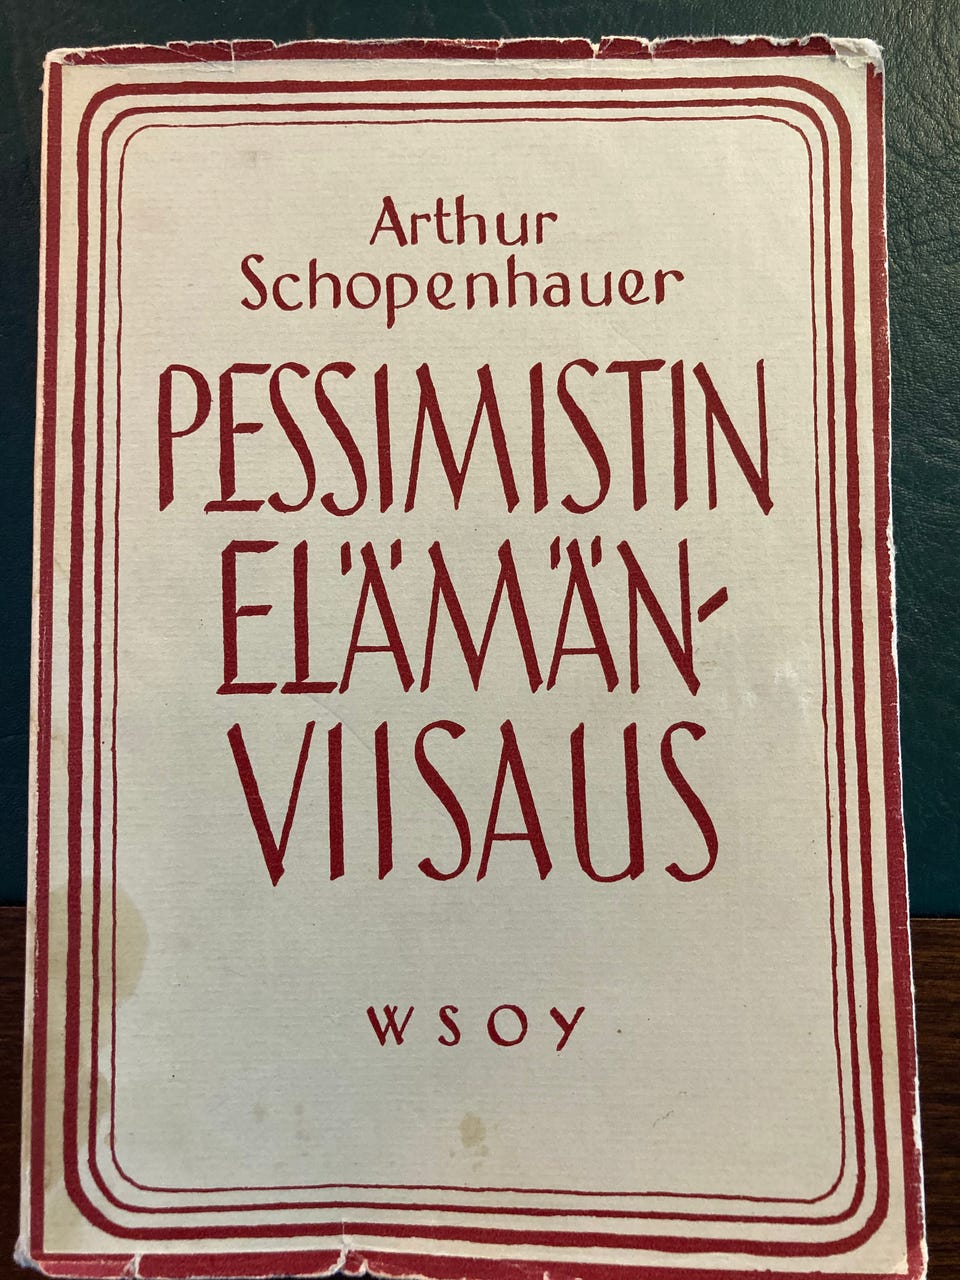 Arthur
Schopenhauer
PESSIMISTIN
ELÄMÄN-
VIISAUS
WSOY